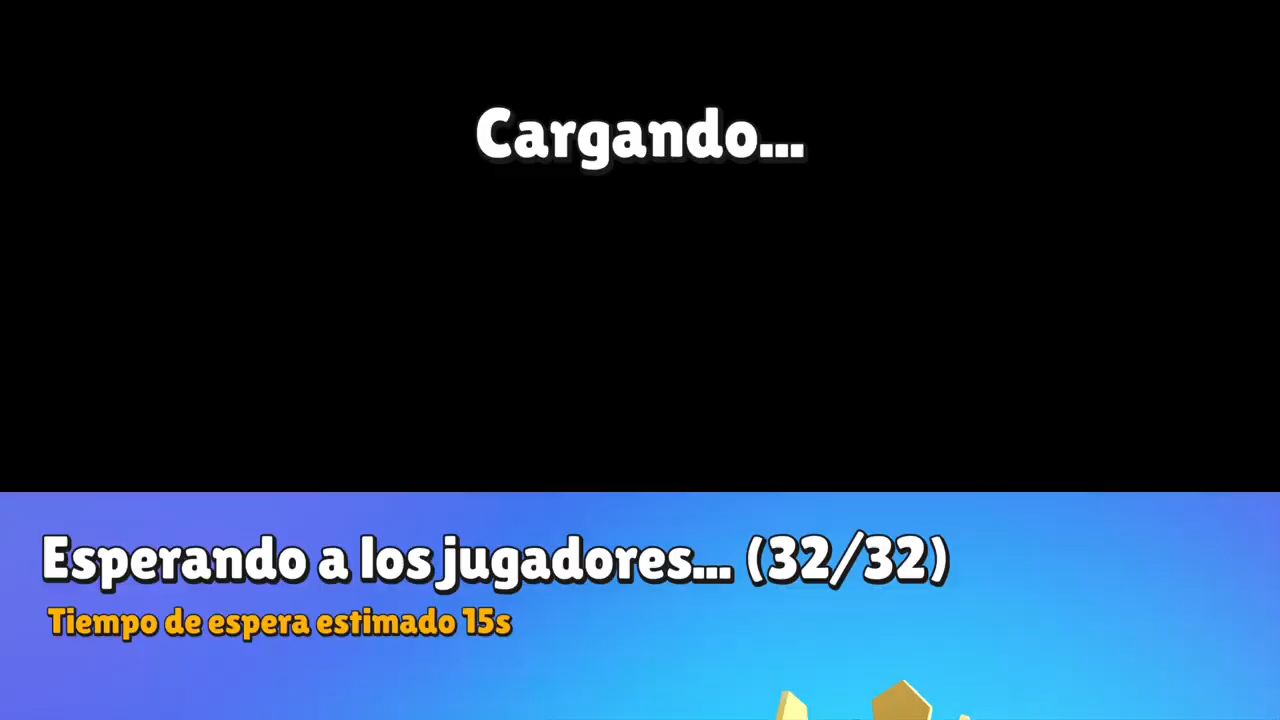 Cargando...
Esperando a los jugadores... (32/32)
Tiempo de espera estimado 15s